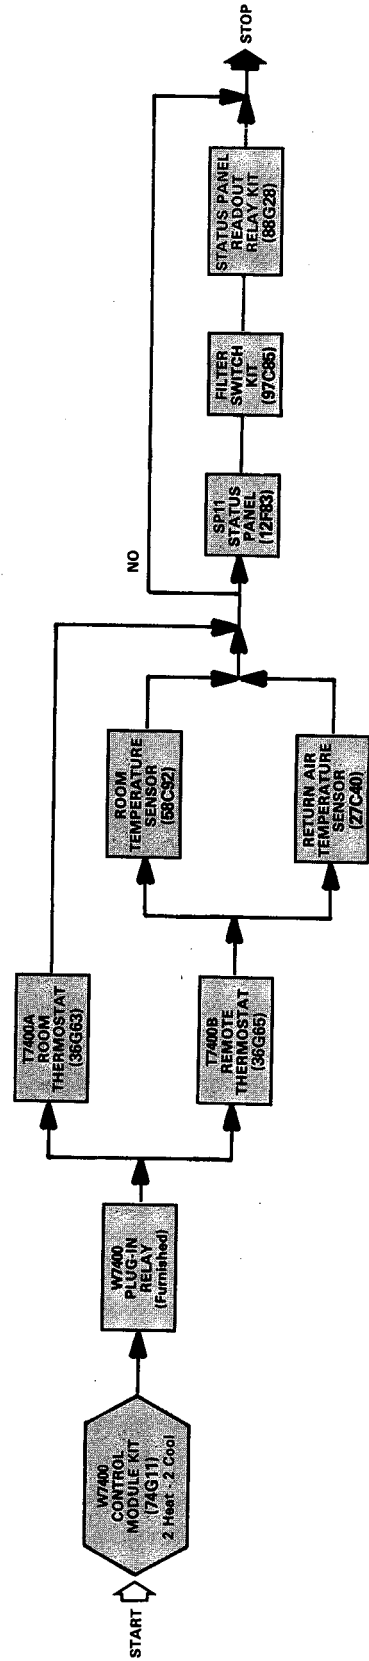 START
W7400
CONTROL
MODULE KIT
(74G11)
2 Heat - 2 Cool
W7400
PLUG-IN
RELAY
(Furnished)
T7400A
ROOM
THERMOSTAT
(36G63)
T7400B
REMOTE
THERMOSTAT
(36G65)
ROOM
TEMPERATURE
SENSOR
(58C92)
RETURN AIR
TEMPERATURE
SENSOR
(27C40)
NO
SP11
STATUS
PANEL
(12F83)
FILTER
SWITCH
KIT
(97C85)
STATUS PANEL
READOUT
RELAY KIT
(88G28)
STOP